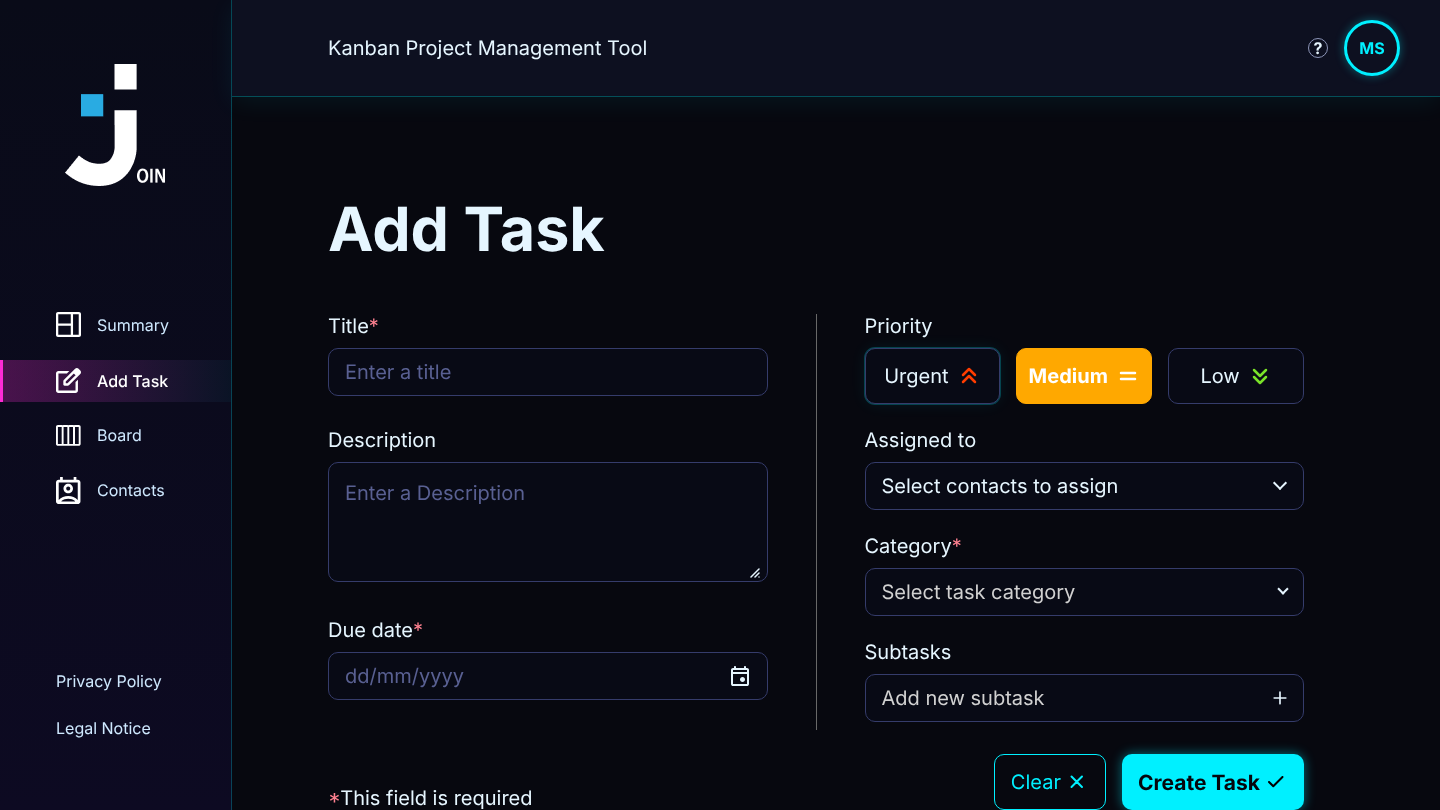 Kanban Project Management Tool
?
MS
JOIN
Summary
Add Task
Board
Contacts
Privacy Policy
Legal Notice
Add Task
Title*
Enter a title
Description
Enter a Description
Due date*
dd/mm/yyyy
*This field is required
Priority
Urgent
Medium
Low
Assigned to
Select contacts to assign
Category*
Select task category
Subtasks
Add new subtask
Clear
Create Task